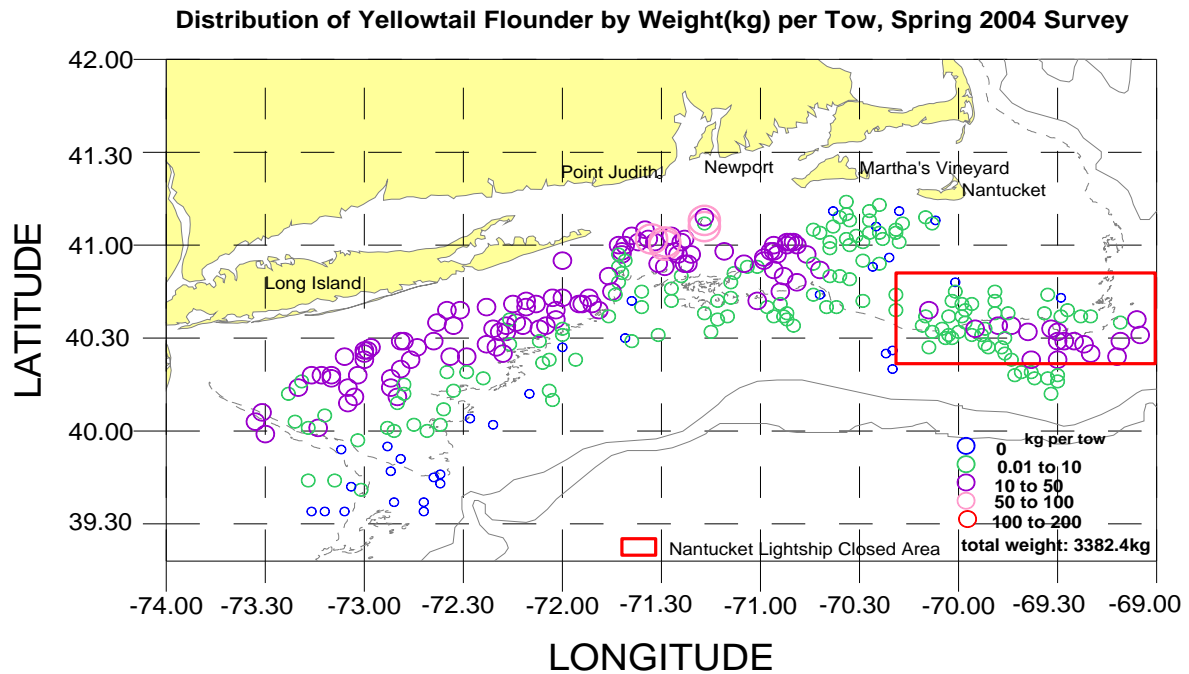 Distribution of Yellowtail Flounder by Weight(kg) per Tow, Spring 2004 Survey
42.00
41.30
41.00
40.30
40.00
39.30
LATITUDE
Point Judith
Newport
Martha's Vineyard
Nantucket
Long Island
kg per tow
0
0.01 to 10
10 to 50
50 to 100
100 to 200
total weight: 3382.4kg
Nantucket Lightship Closed Area
-74.00 -73.30 -73.00 -72.30 -72.00 -71.30 -71.00 -70.30 -70.00 -69.30 -69.00
LONGITUDE